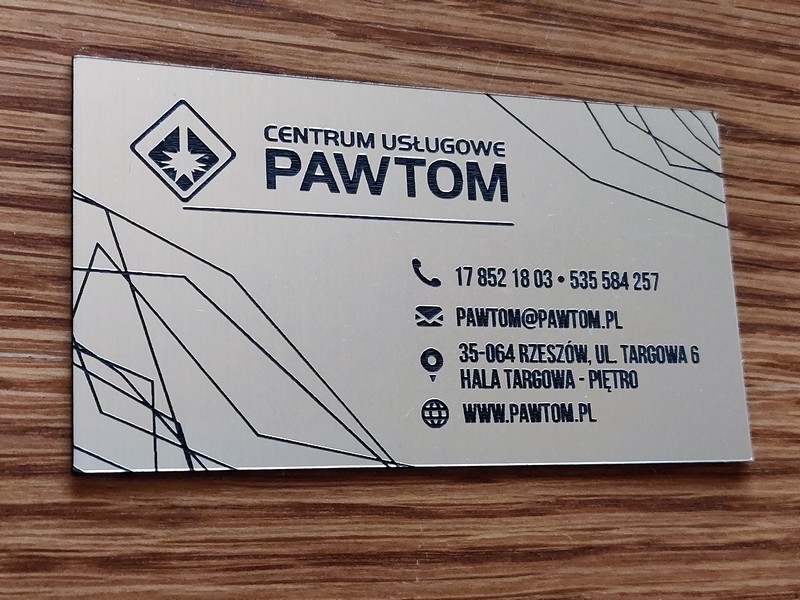 CENTRUM USŁUGOWE
PAWTOM
17 852 18 03 • 535 584 257
PAWTOM@PAWTOM.PL
35-064 RZESZÓW, UL. TARGOWA 6
HALA TARGOWA - PIĘTRO
WWW.PAWTOM.PL